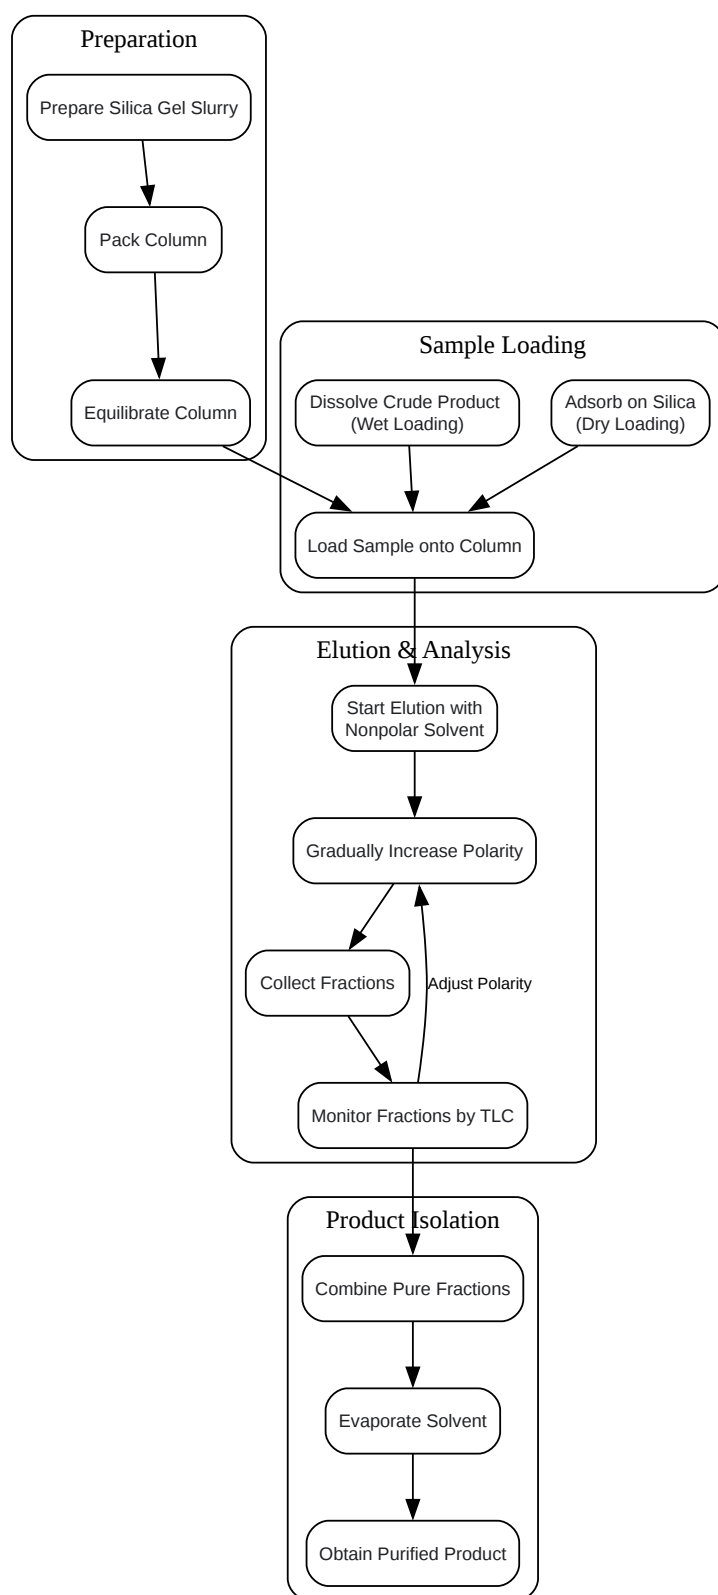 Preparation
Prepare Silica Gel Slurry
Pack Column
Equilibrate Column
Sample Loading
Dissolve Crude Product
(Wet Loading)
Adsorb on Silica
(Dry Loading)
Load Sample onto Column
Elution & Analysis
Start Elution with
Nonpolar Solvent
Gradually Increase Polarity
Collect Fractions
Adjust Polarity
Monitor Fractions by TLC
Product Isolation
Combine Pure Fractions
Evaporate Solvent
Obtain Purified Product